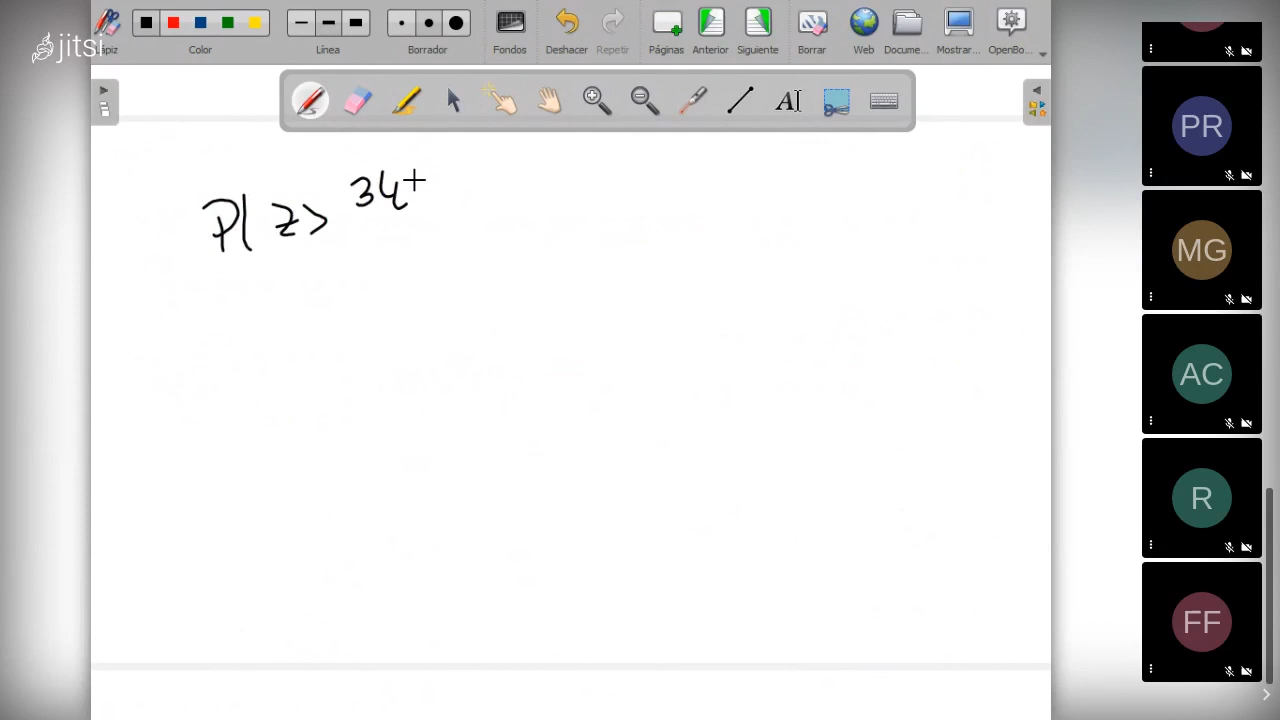 jitsi
Color Línea Borrador Fondos Deshacer Repetir Páginas Anterior Siguiente Borrar Web Docume... Mostrar... OpenBo...
P( z > 34
PR
MG
AC
R
FF